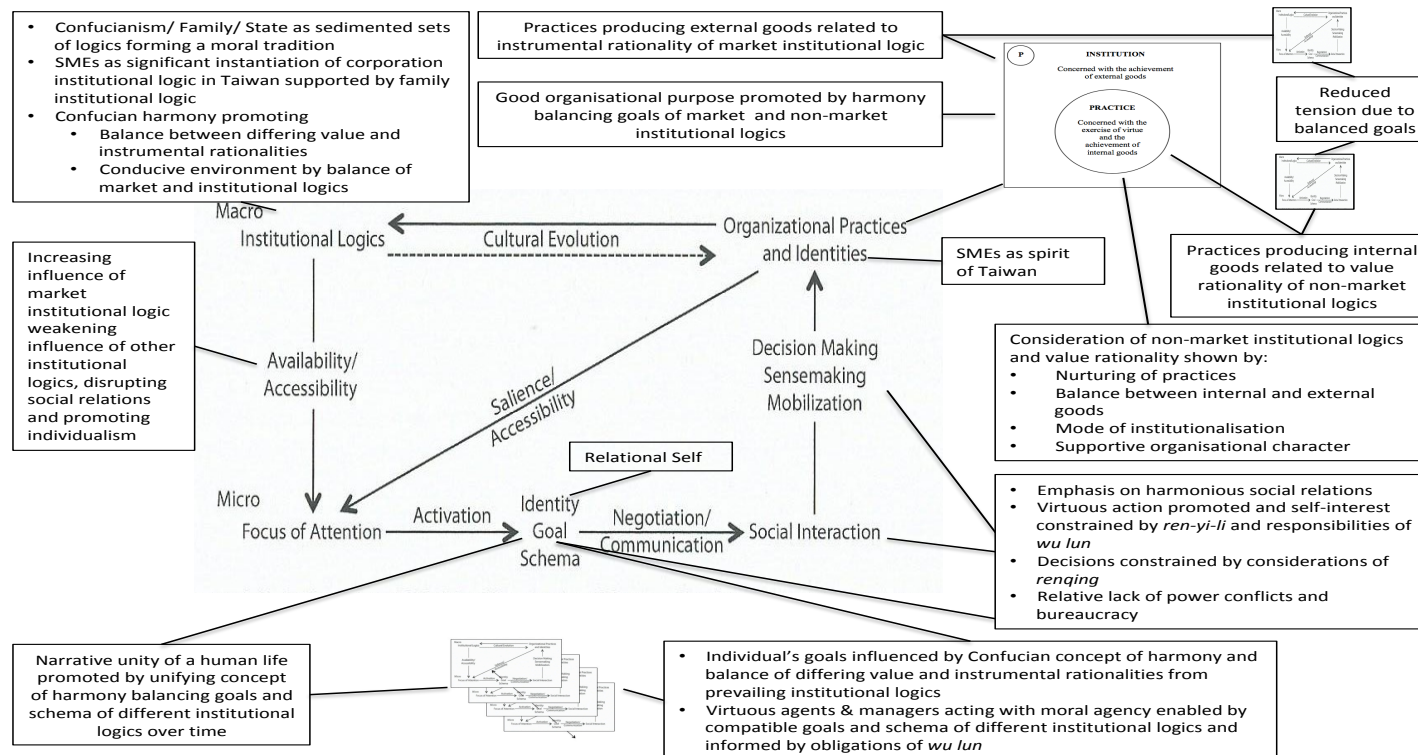 • Confucianism/ Family/ State as sedimented sets
of logics forming a moral tradition
• SMEs as significant instantiation of corporation
institutional logic in Taiwan supported by family
institutional logic
• Confucian harmony promoting
• Balance between differing value and
instrumental rationalities
• Conducive environment by balance of
market and institutional logics
Practices producing external goods related to
instrumental rationality of market institutional logic
Good organisational purpose promoted by harmony
balancing goals of market and non-market
institutional logics
P
INSTITUTION
Concerned with the achievement
of external goods
PRACTICE
Concerned with the
exercise of virtue
and the
achievement of
internal goods
Reduced
tension due to
balanced goals
Practices producing internal
goods related to value
rationality of non-market
institutional logics
Macro
Institutional Logics
Cultural Evolution
Organizational Practices
and Identities
SMEs as spirit
of Taiwan
Increasing
influence of
market
institutional logic
weakening
influence of other
institutional
logics, disrupting
social relations
and promoting
individualism
Availability/
Accessibility
Salience/
Accessibility
Decision Making
Sensemaking
Mobilization
Consideration of non-market institutional logics
and value rationality shown by:
• Nurturing of practices
• Balance between internal and external
goods
• Mode of institutionalisation
• Supportive organisational character
Relational Self
Micro
Focus of Attention
Activation
Identity
Goal
Schema
Negotiation/
Communication
Social Interaction
• Emphasis on harmonious social relations
• Virtuous action promoted and self-interest
constrained by ren-yi-li and responsibilities of
wu lun
• Decisions constrained by considerations of
renqing
• Relative lack of power conflicts and
bureaucracy
Narrative unity of a human life
promoted by unifying concept
of harmony balancing goals and
schema of different institutional
logics over time
• Individual's goals influenced by Confucian concept of harmony and
balance of differing value and instrumental rationalities from
prevailing institutional logics
• Virtuous agents & managers acting with moral agency enabled by
compatible goals and schema of different institutional logics and
informed by obligations of wu lun